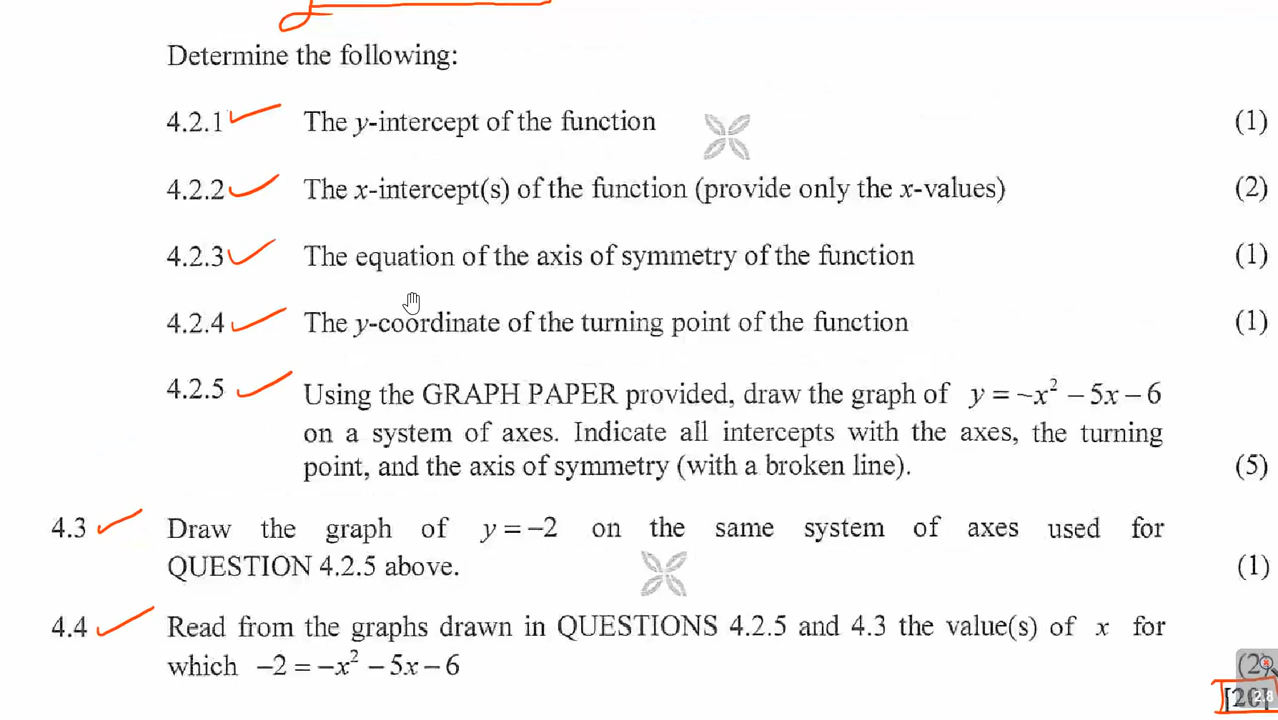 Determine the following:
4.2.1 The y-intercept of the function (1)
4.2.2 The x-intercept(s) of the function (provide only the x-values) (2)
4.2.3 The equation of the axis of symmetry of the function (1)
4.2.4 The y-coordinate of the turning point of the function (1)
4.2.5 Using the GRAPH PAPER provided, draw the graph of y = −x² − 5x − 6
on a system of axes. Indicate all intercepts with the axes, the turning
point, and the axis of symmetry (with a broken line). (5)
4.3 Draw the graph of y = −2 on the same system of axes used for
QUESTION 4.2.5 above. (1)
4.4 Read from the graphs drawn in QUESTIONS 4.2.5 and 4.3 the value(s) of x for
which −2 = −x² − 5x − 6 (2)
[20]